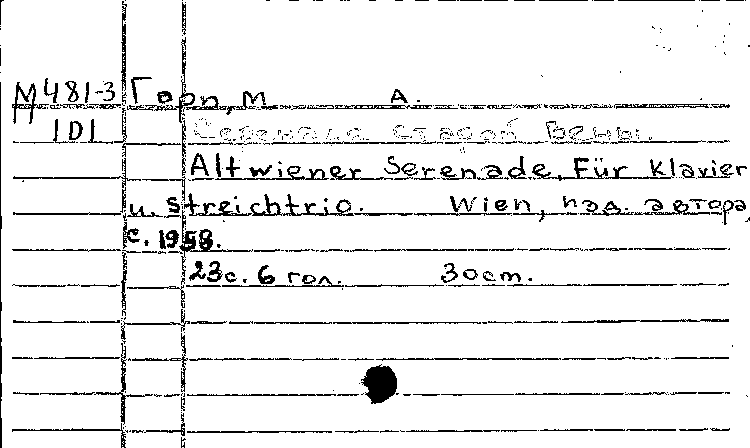 М481-3 Горн, М. А.
101 Серенада старой Вены.
Altwiener Serenade. Für Klavier
u. Streichtrio. Wien, изд. автора,
с. 1958.
23с. 6 гол. 30cm.